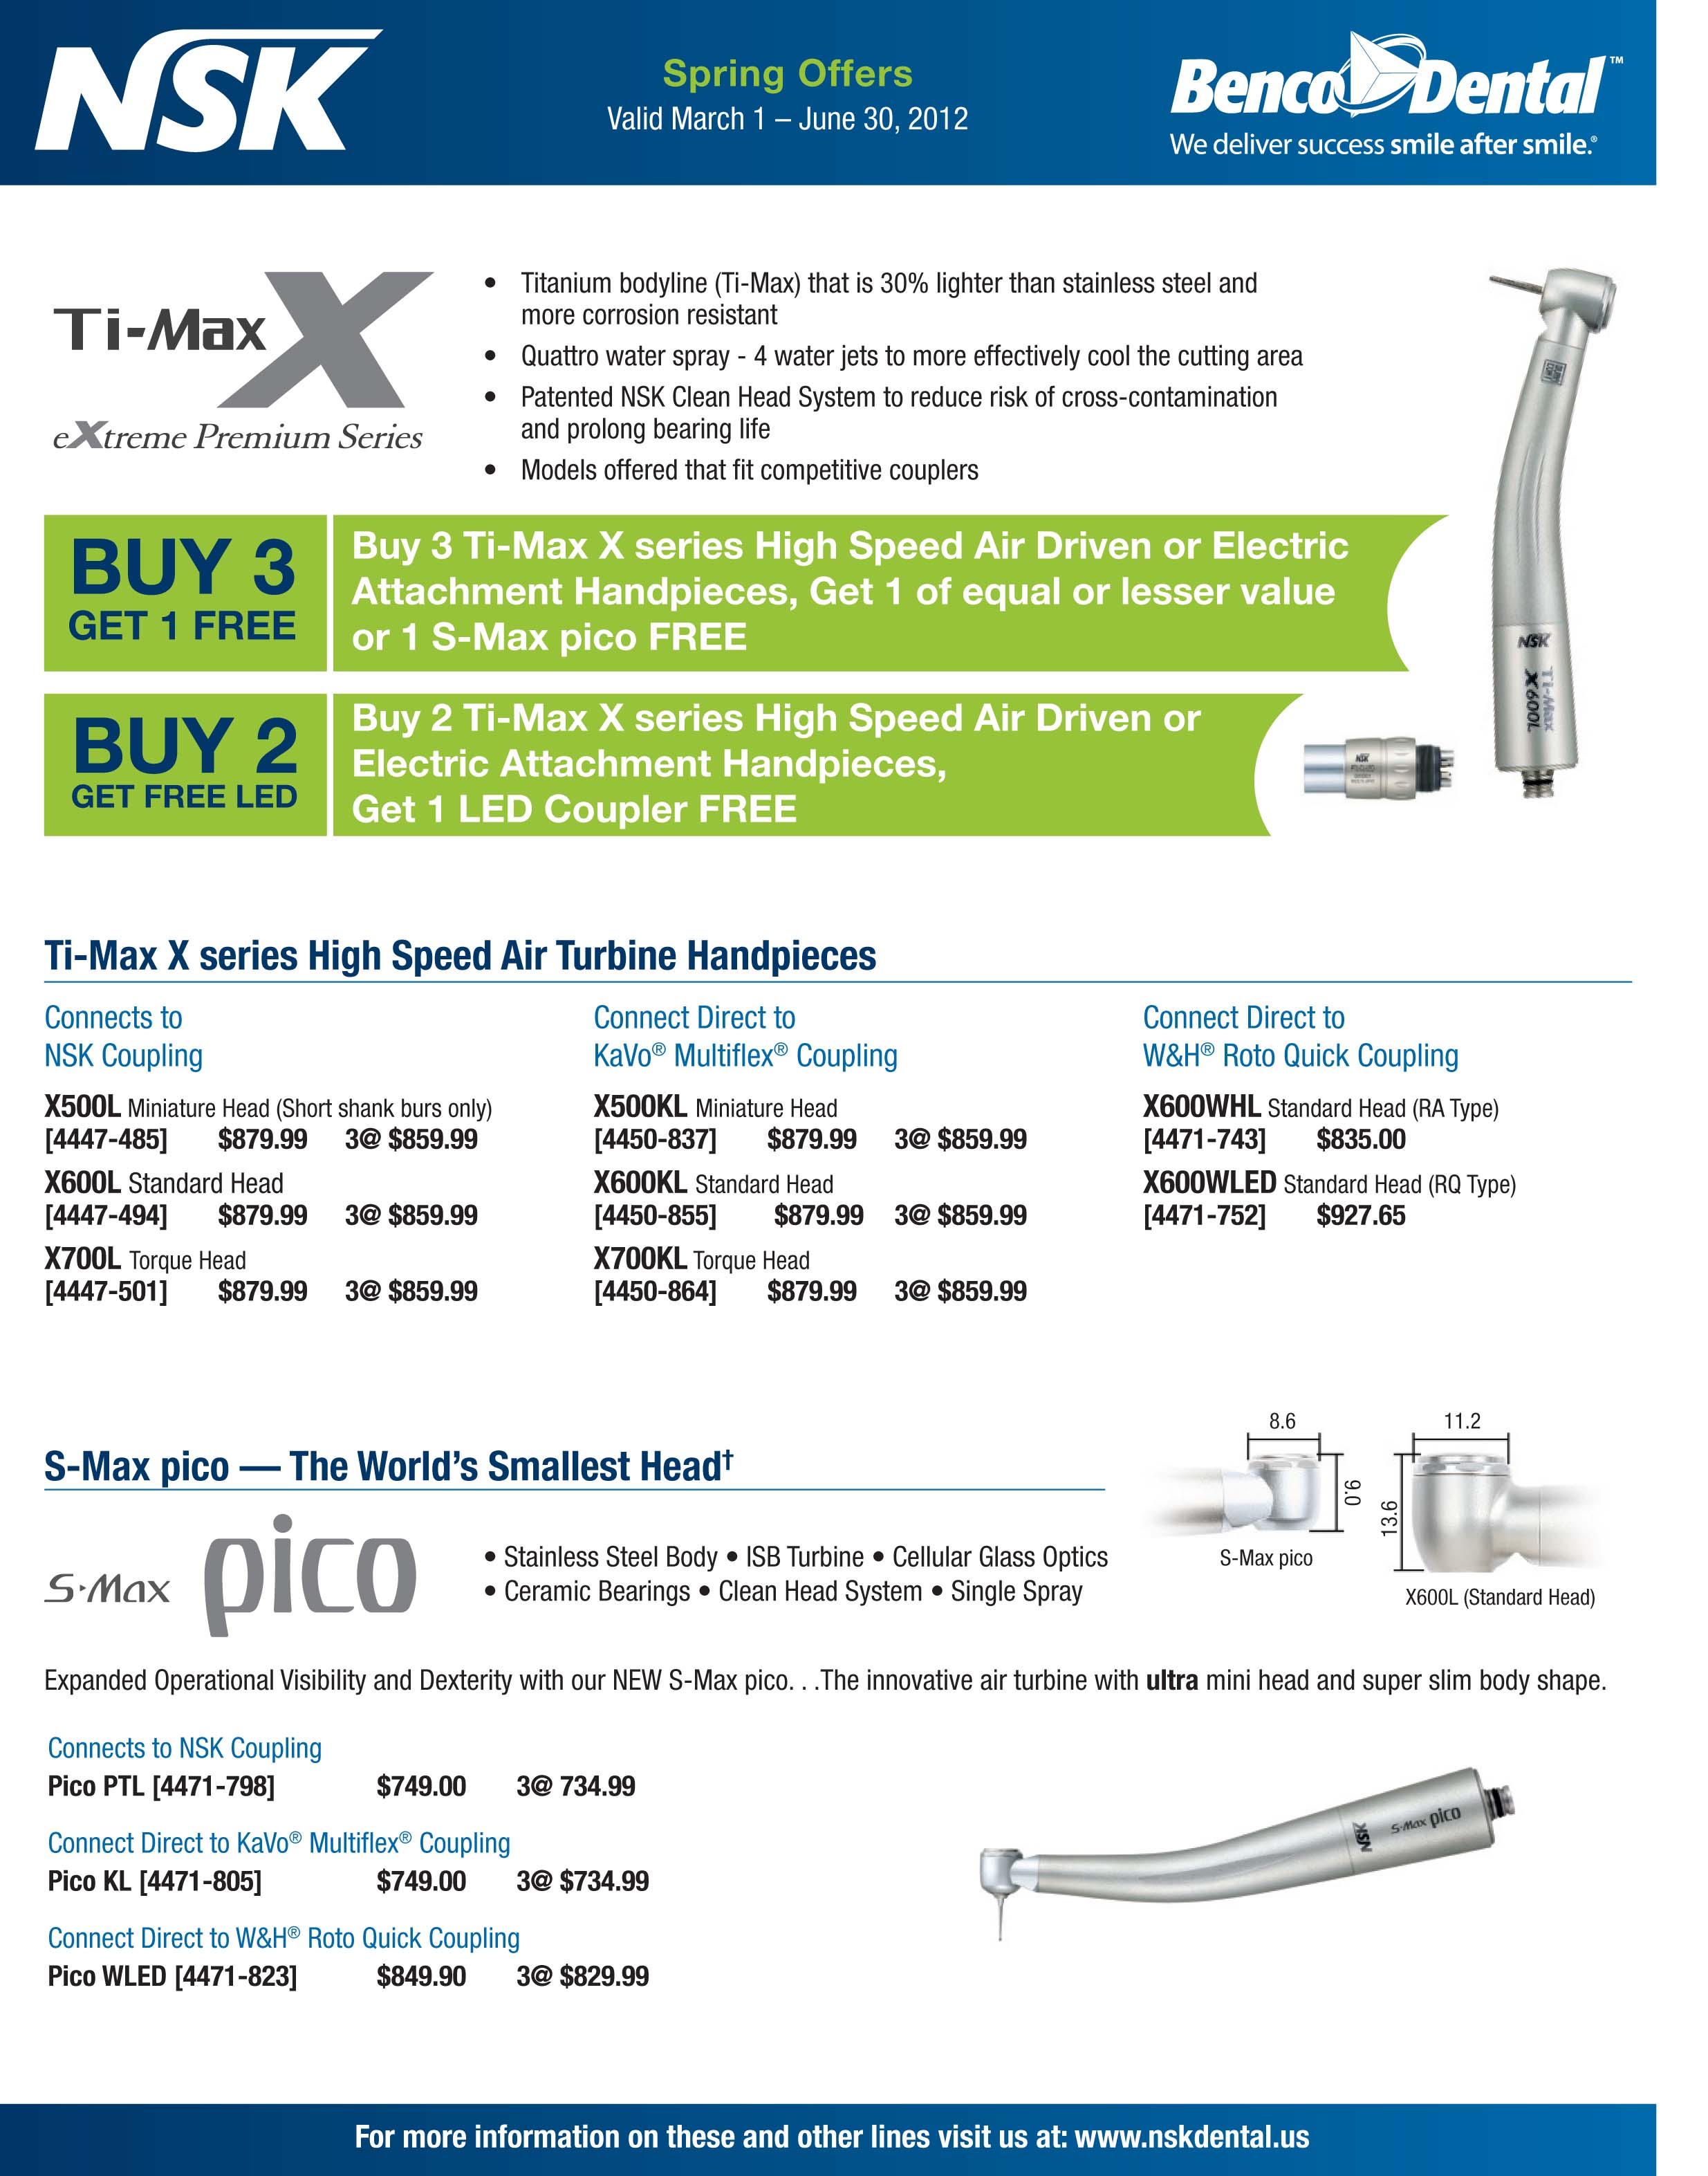 NSK
Spring Offers
Valid March 1 – June 30, 2012
Benco Dental™
We deliver success smile after smile.®
Ti-Max X
eXtreme Premium Series
• Titanium bodyline (Ti-Max) that is 30% lighter than stainless steel and
more corrosion resistant
• Quattro water spray - 4 water jets to more effectively cool the cutting area
• Patented NSK Clean Head System to reduce risk of cross-contamination
and prolong bearing life
• Models offered that fit competitive couplers
BUY 3
GET 1 FREE
Buy 3 Ti-Max X series High Speed Air Driven or Electric
Attachment Handpieces, Get 1 of equal or lesser value
or 1 S-Max pico FREE
BUY 2
GET FREE LED
Buy 2 Ti-Max X series High Speed Air Driven or
Electric Attachment Handpieces,
Get 1 LED Coupler FREE
NSK
Ti-Max
X600L
NSK
Ti-Max X series High Speed Air Turbine Handpieces
Connects to
NSK Coupling
X500L Miniature Head (Short shank burs only)
[4447-485] $879.99 3@ $859.99
X600L Standard Head
[4447-494] $879.99 3@ $859.99
X700L Torque Head
[4447-501] $879.99 3@ $859.99
Connect Direct to
KaVo® Multiflex® Coupling
X500KL Miniature Head
[4450-837] $879.99 3@ $859.99
X600KL Standard Head
[4450-855] $879.99 3@ $859.99
X700KL Torque Head
[4450-864] $879.99 3@ $859.99
Connect Direct to
W&H® Roto Quick Coupling
X600WHL Standard Head (RA Type)
[4471-743] $835.00
X600WLED Standard Head (RQ Type)
[4471-752] $927.65
S-Max pico — The World's Smallest Head†
S-Max pico
• Stainless Steel Body • ISB Turbine • Cellular Glass Optics
• Ceramic Bearings • Clean Head System • Single Spray
8.6
9.0
S-Max pico
11.2
13.6
X600L (Standard Head)
Expanded Operational Visibility and Dexterity with our NEW S-Max pico. . .The innovative air turbine with ultra mini head and super slim body shape.
Connects to NSK Coupling
Pico PTL [4471-798] $749.00 3@ 734.99
Connect Direct to KaVo® Multiflex® Coupling
Pico KL [4471-805] $749.00 3@ $734.99
Connect Direct to W&H® Roto Quick Coupling
Pico WLED [4471-823] $849.90 3@ $829.99
NSK
S-Max pico
For more information on these and other lines visit us at: www.nskdental.us